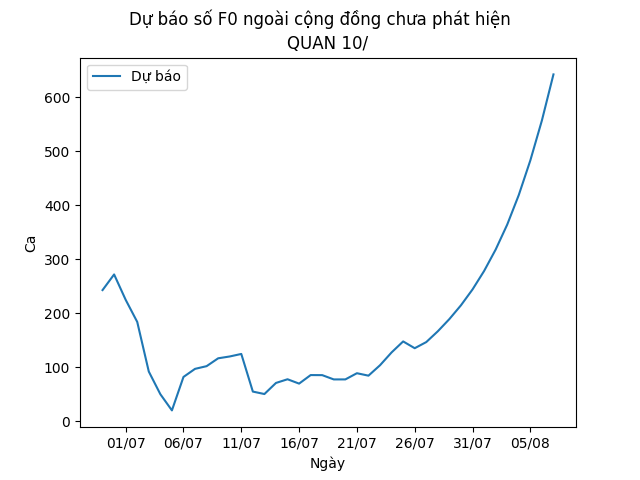 Dự báo số F0 ngoài cộng đồng chưa phát hiện
QUAN 10/
Dự báo
600
500
400
300
200
100
0
Ca
01/07 06/07 11/07 16/07 21/07 26/07 31/07 05/08
Ngày